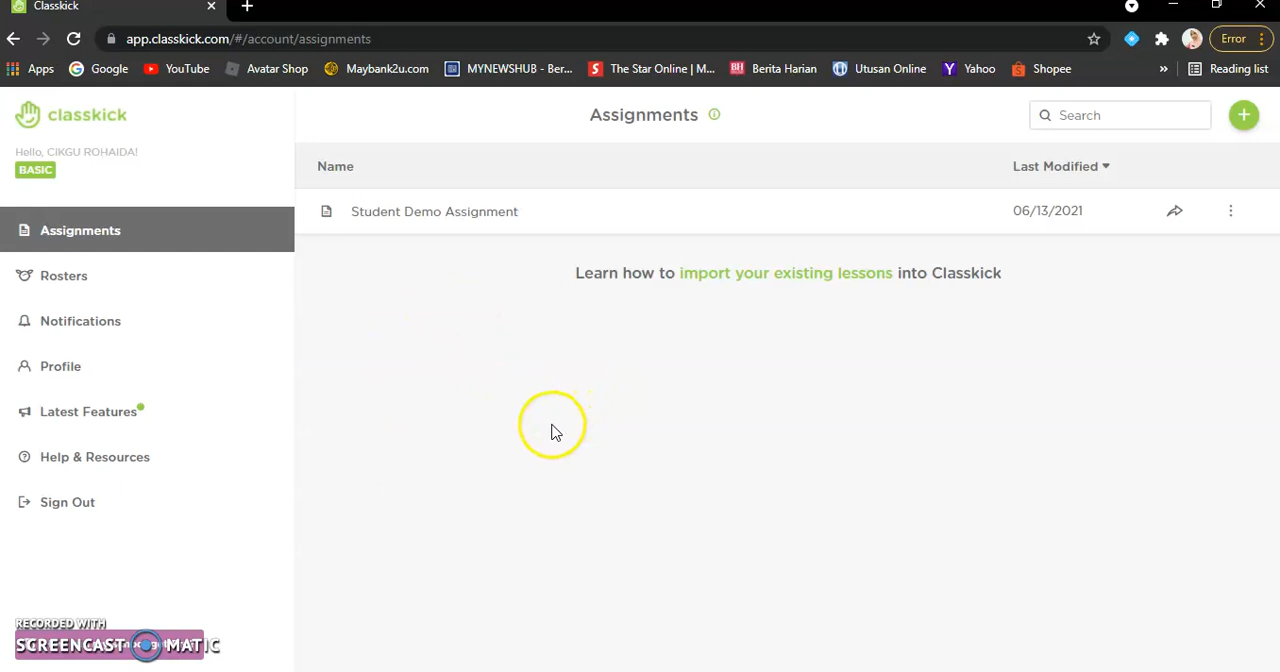 Classkick
app.classkick.com/#/account/assignments
Error
Apps
Google
YouTube
Avatar Shop
Maybank2u.com
MYNEWSHUB - Ber...
The Star Online | M...
Berita Harian
Utusan Online
Yahoo
Shopee
»
Reading list
classkick
Hello, CIKGU ROHAIDA!
BASIC
Assignments
Rosters
Notifications
Profile
Latest Features
Help & Resources
Sign Out
Assignments
Search
Name
Last Modified
Student Demo Assignment
06/13/2021
Learn how to import your existing lessons into Classkick
RECORDED WITH
SCREENCAST MATIC